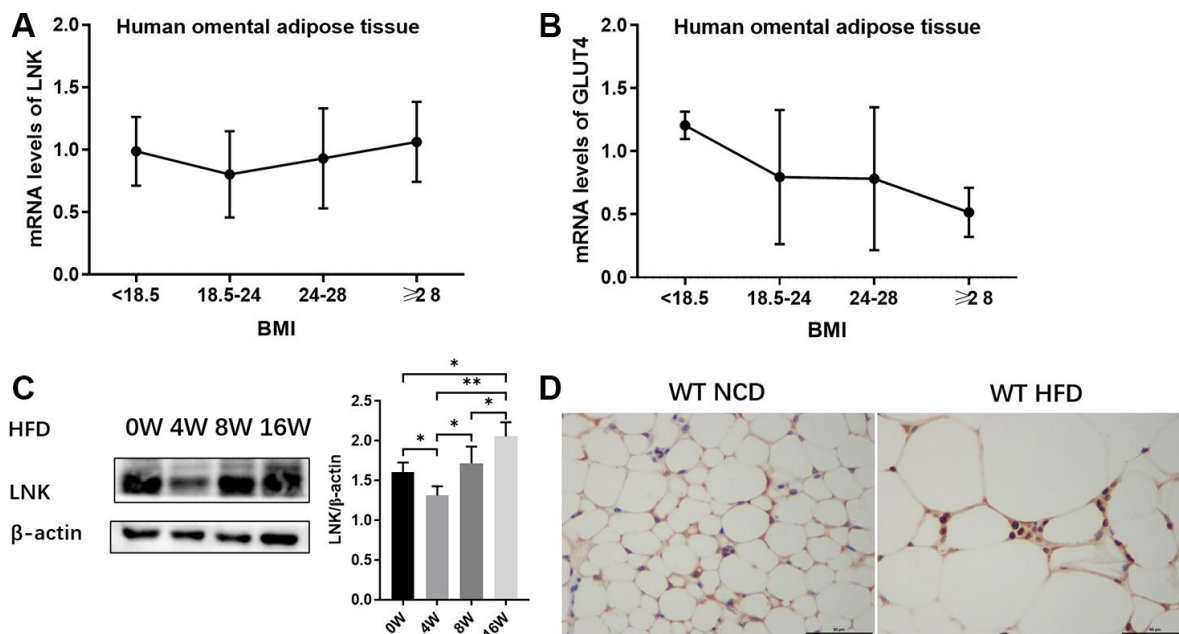 A
Human omental adipose tissue
mRNA levels of LNK
2.0
1.5
1.0
0.5
0.0
<18.5 18.5-24 24-28 ⩾2 8
BMI
B
Human omental adipose tissue
mRNA levels of GLUT4
2.0
1.5
1.0
0.5
0.0
<18.5 18.5-24 24-28 ⩾2 8
BMI
C
HFD 0W 4W 8W 16W
LNK
β-actin
*
**
* * *
LNK/β-actin
2.5
2.0
1.5
1.0
0.5
0.0
0W 4W 8W 16W
D
WT NCD WT HFD